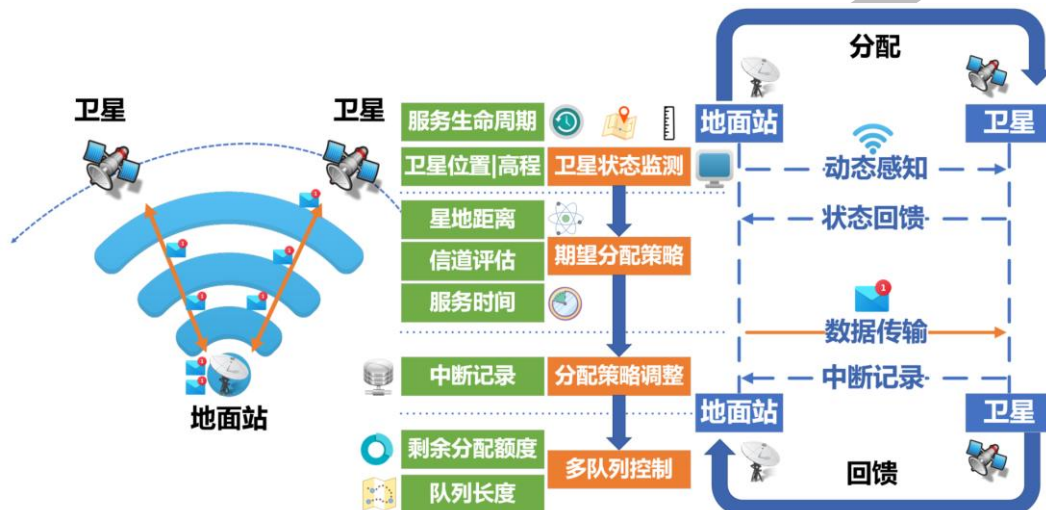 卫星
卫星
地面站
服务生命周期
卫星位置|高程
卫星状态监测
星地距离
信道评估
期望分配策略
服务时间
中断记录
分配策略调整
剩余分配额度
多队列控制
队列长度
分配
地面站
卫星
动态感知
状态回馈
1
数据传输
中断记录
地面站
卫星
回馈